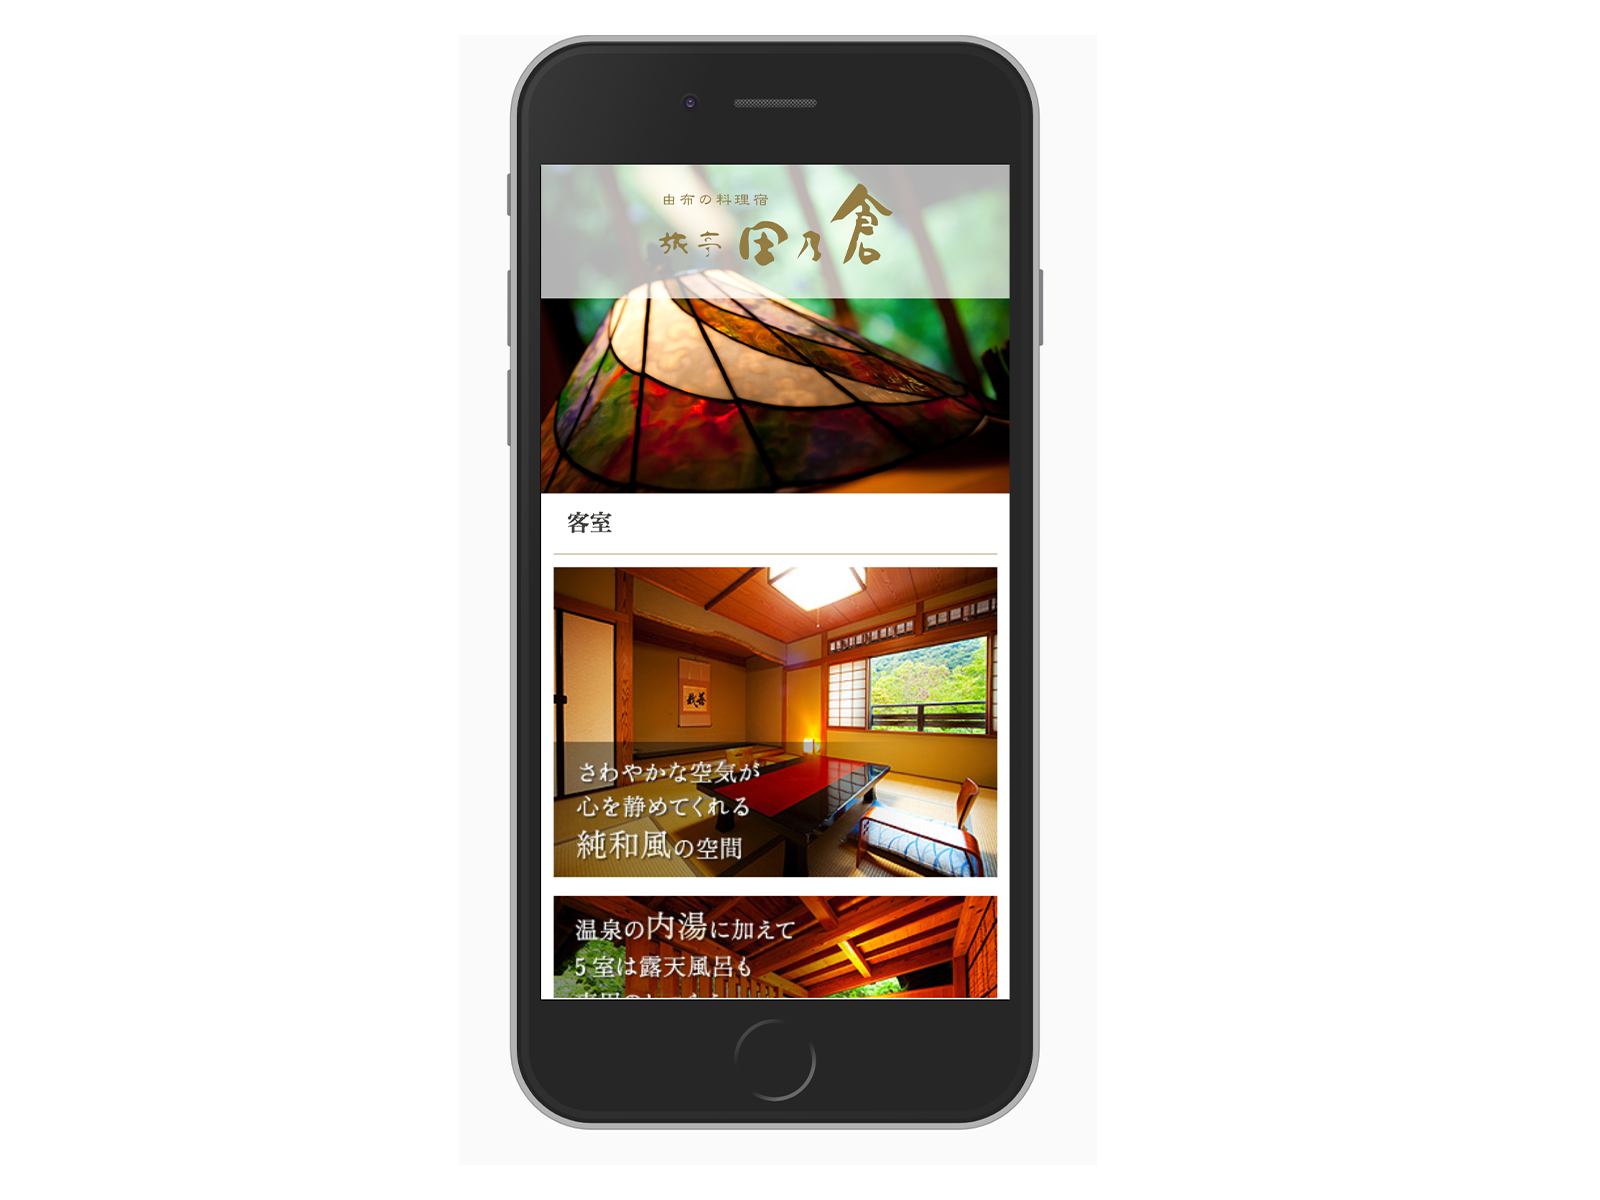 由布の料理宿
旅亭 田乃倉
客室
さわやかな空気が
心を静めてくれる
純和風の空間
温泉の内湯に加えて
5室は露天風呂も